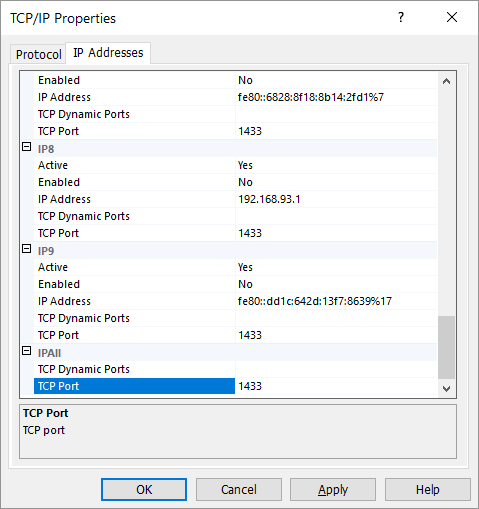 TCP/IP Properties ? ×
Protocol IP Addresses
Enabled No
IP Address fe80::6828:8f18:8b14:2fd1%7
TCP Dynamic Ports
TCP Port 1433
IP8
Active Yes
Enabled No
IP Address 192.168.93.1
TCP Dynamic Ports
TCP Port 1433
IP9
Active Yes
Enabled No
IP Address fe80::dd1c:642d:13f7:8639%17
TCP Dynamic Ports
TCP Port 1433
IPAll
TCP Dynamic Ports
TCP Port 1433
TCP Port
TCP port
OK Cancel Apply Help